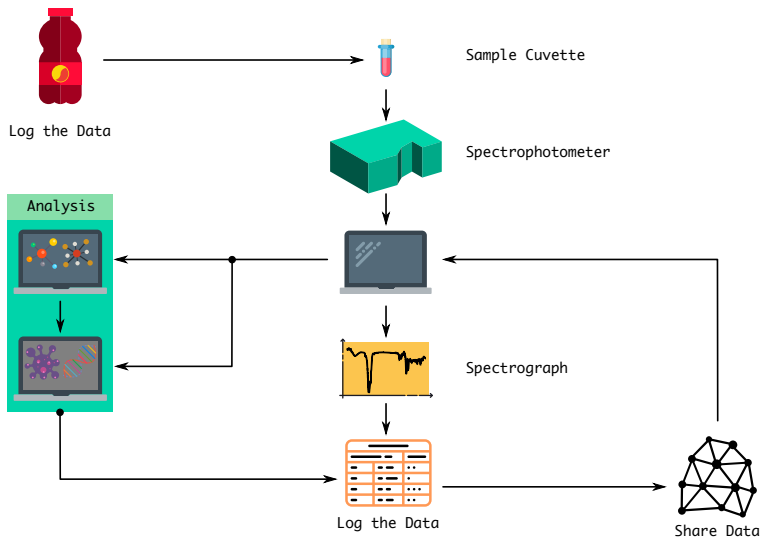 Sample Cuvette
Log the Data
Spectrophotometer
Analysis
Spectrograph
Log the Data
Share Data